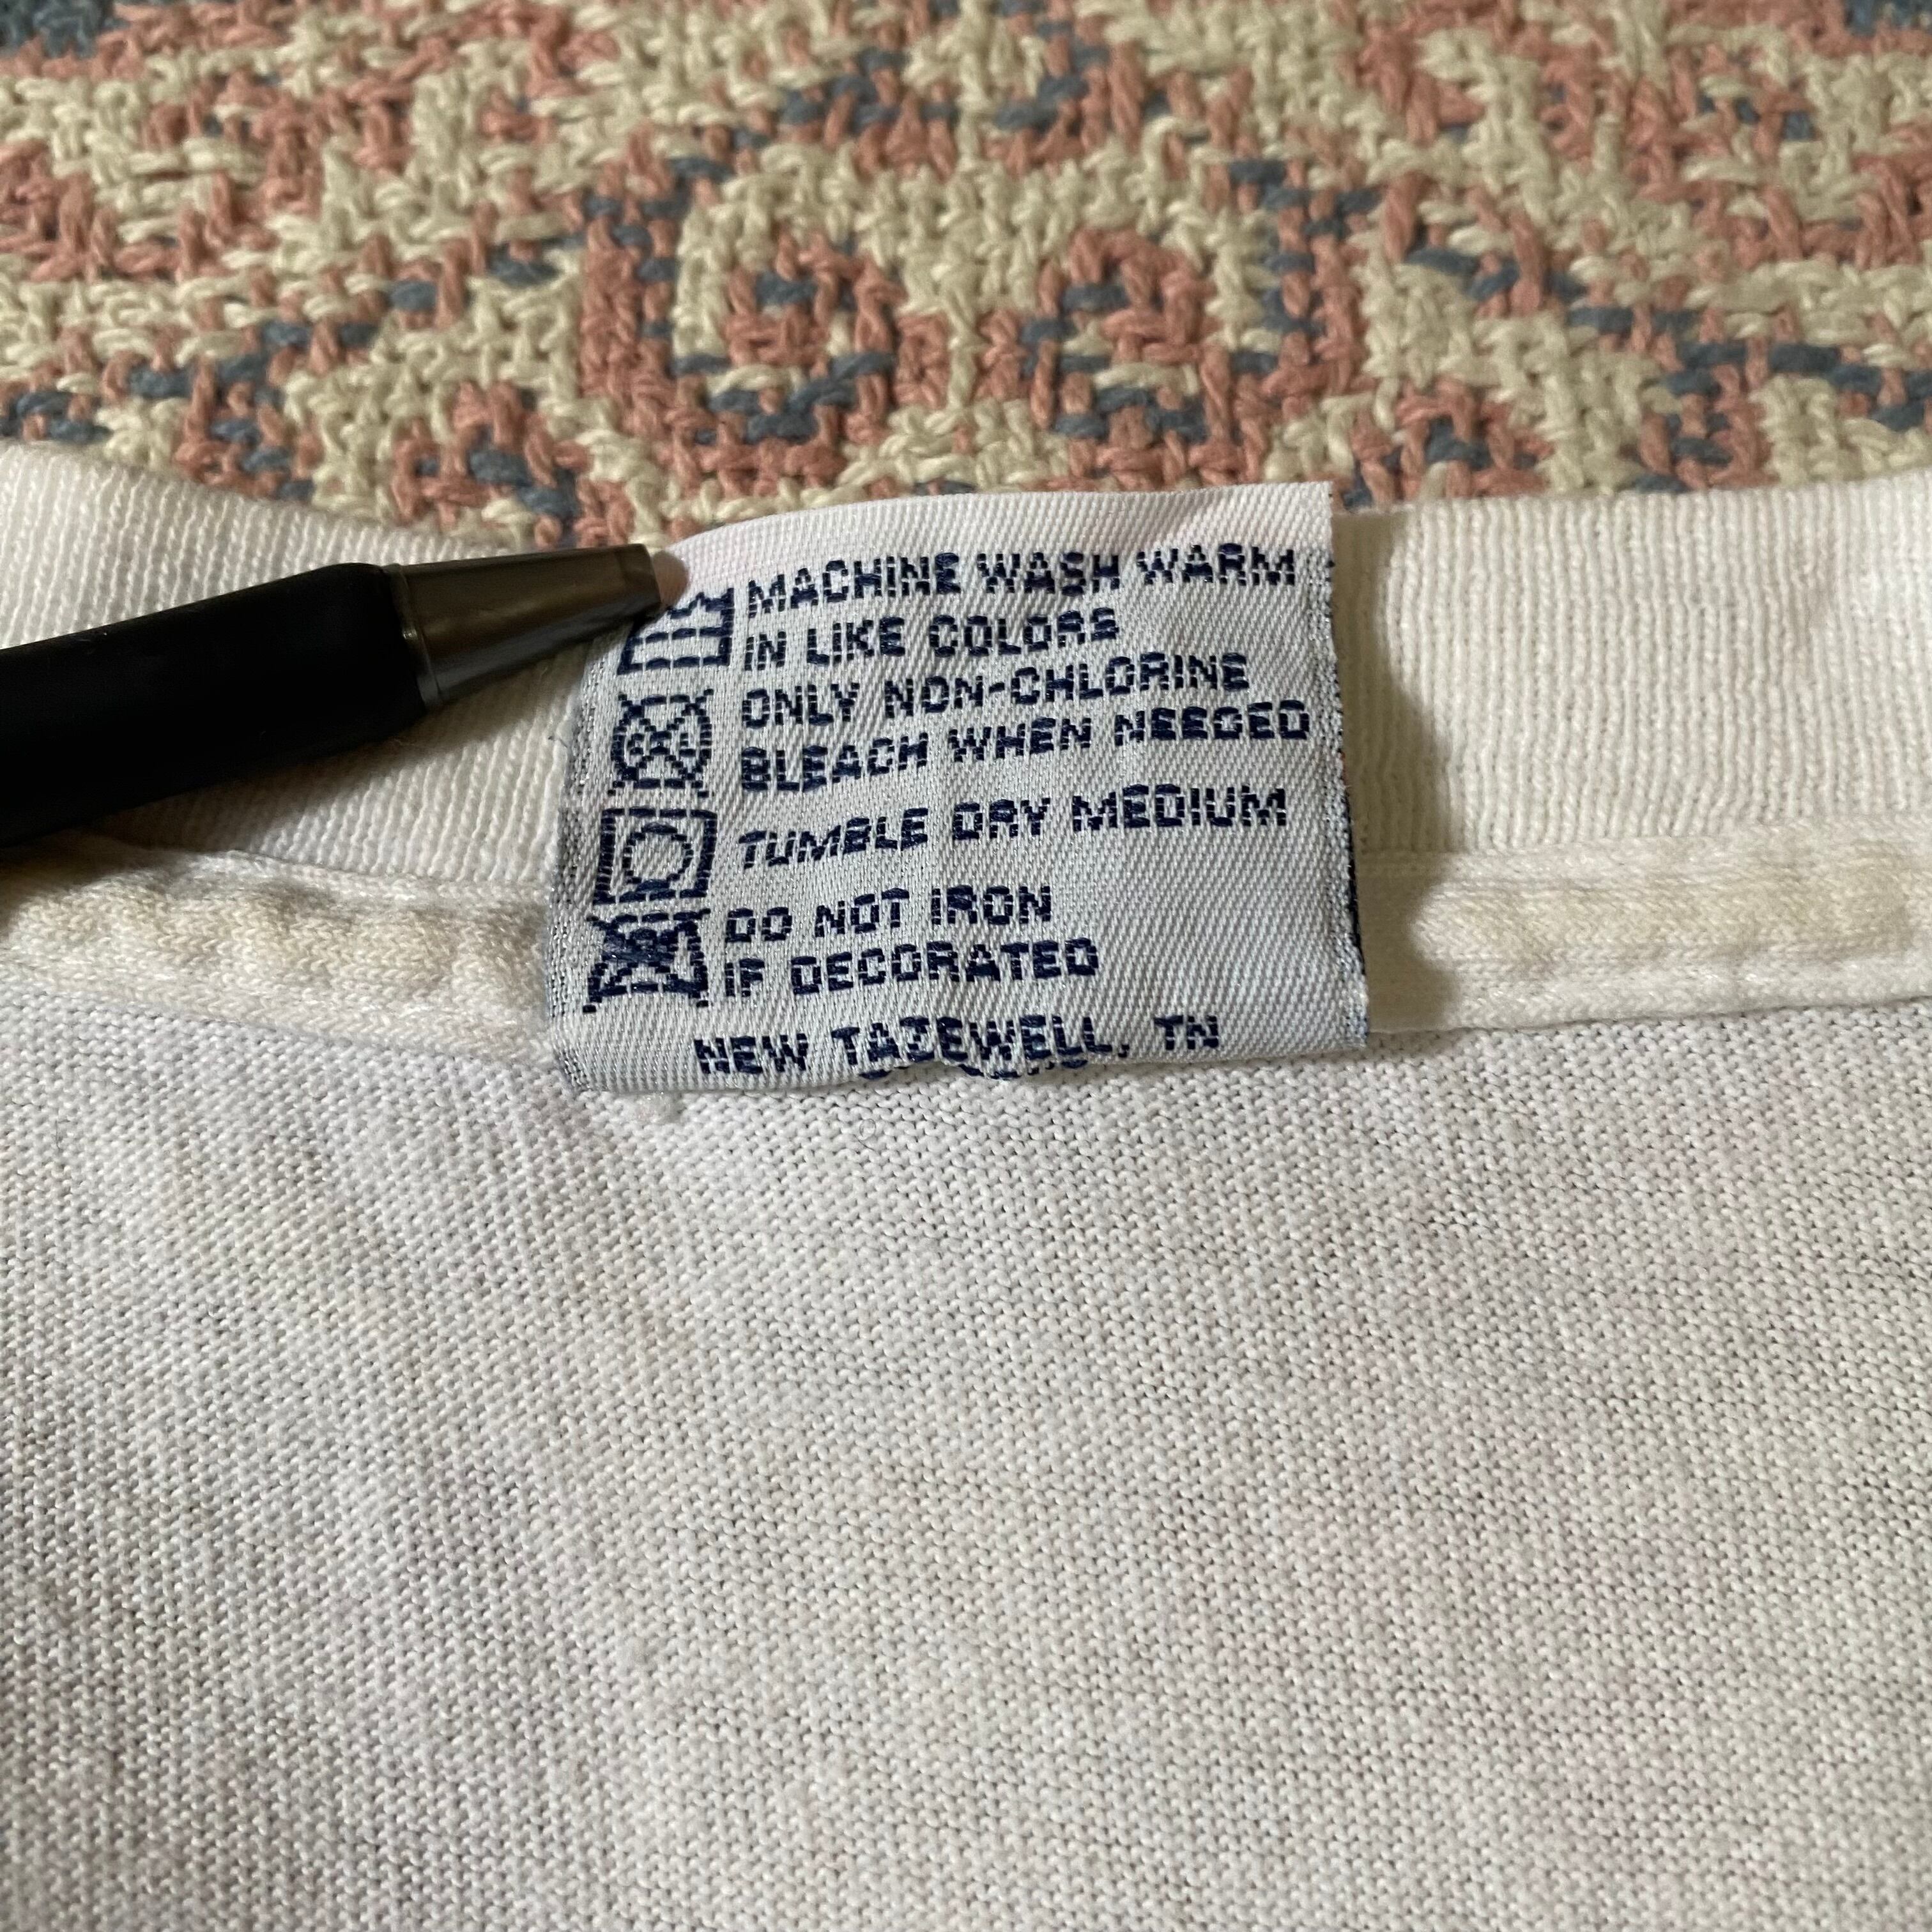 MACHINE WASH WARM
IN LIKE COLORS
ONLY NON-CHLORINE
BLEACH WHEN NEEDED
TUMBLE DRY MEDIUM
DO NOT IRON
IF DECORATED
NEW TAZEWELL, TN